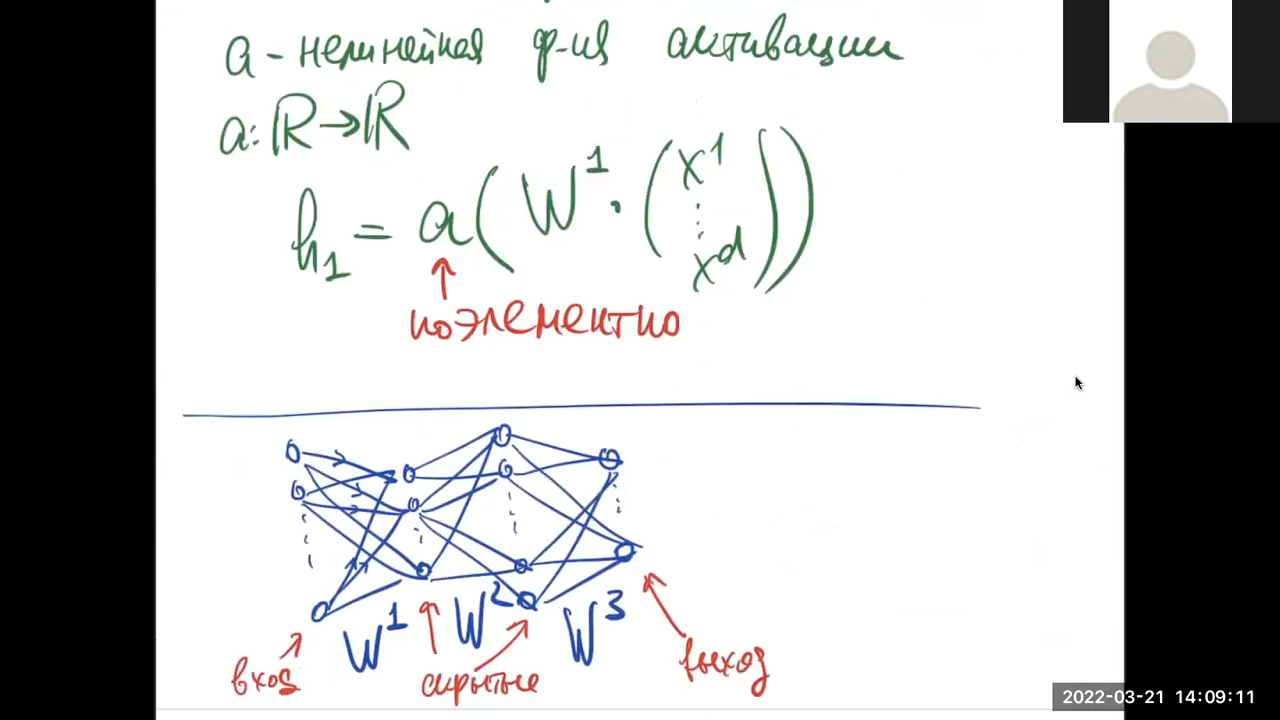 a - нелинейная ф-ия активации
a: ℝ → ℝ
h₁ = a(W¹ · (x¹ ⋮ x^d))
поэлементно
W¹ W² W³
вход скрытые выход
2022-03-21 14:09:11